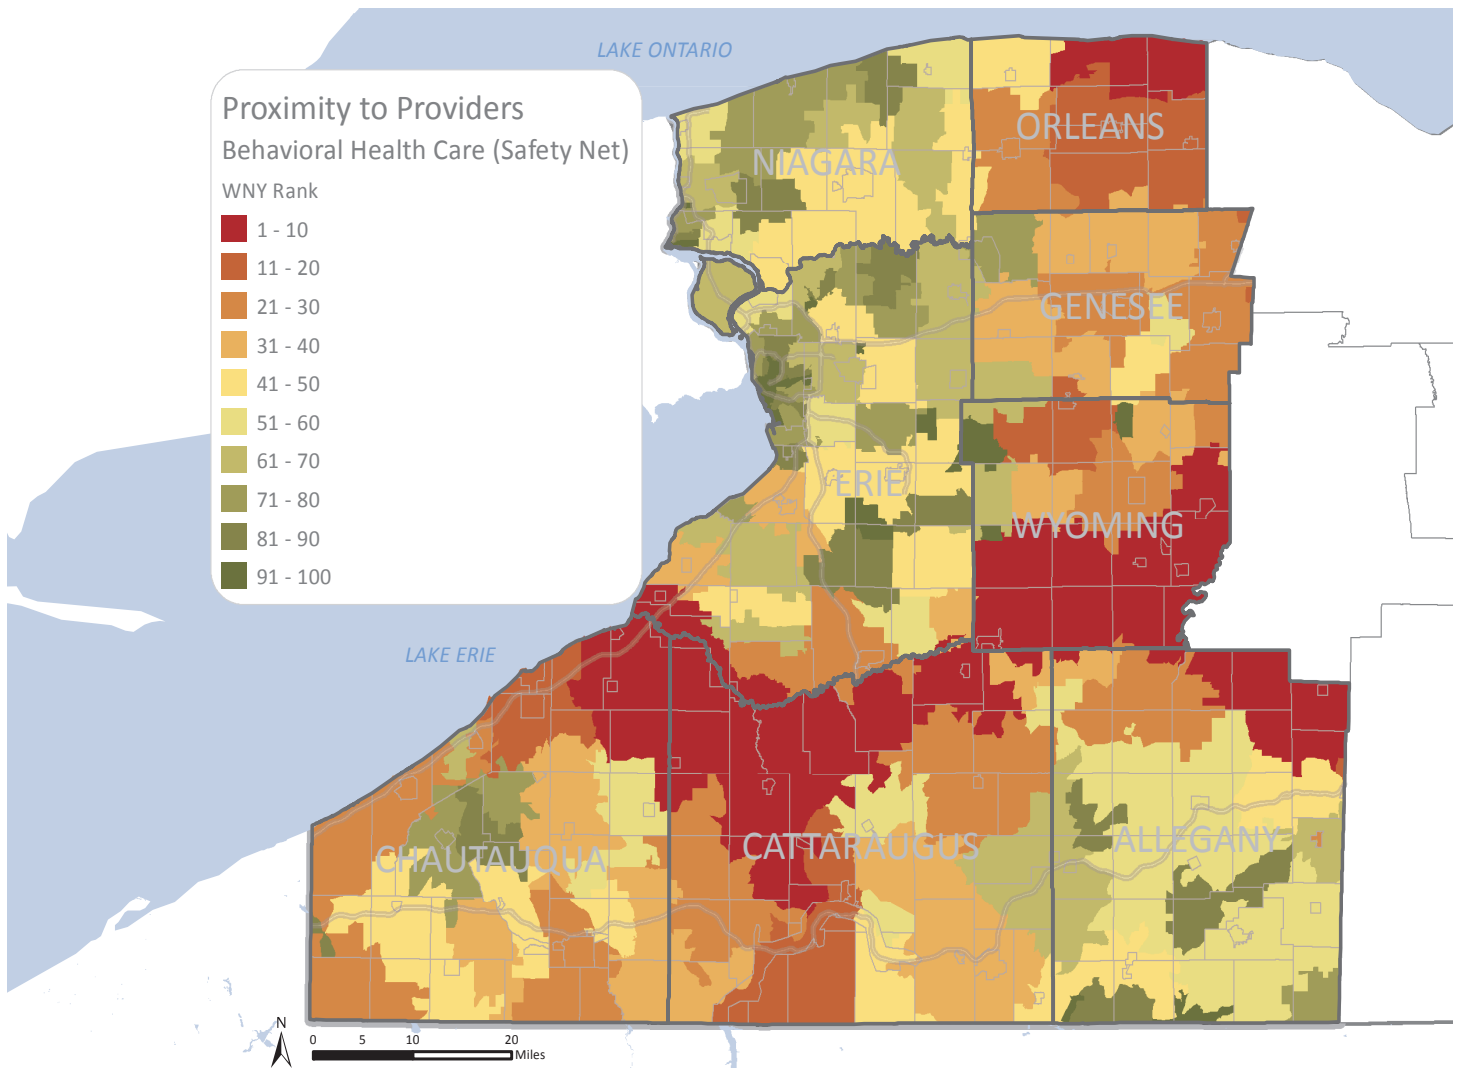 LAKE ONTARIO
Proximity to Providers
Behavioral Health Care (Safety Net)
WNY Rank
1 - 10
11 - 20
21 - 30
31 - 40
41 - 50
51 - 60
61 - 70
71 - 80
81 - 90
91 - 100
ORLEANS
NIAGARA
GENESEE
ERIE
WYOMING
LAKE ERIE
CHAUTAUQUA
CATTARAUGUS
ALLEGANY
N
0 5 10 20
Miles